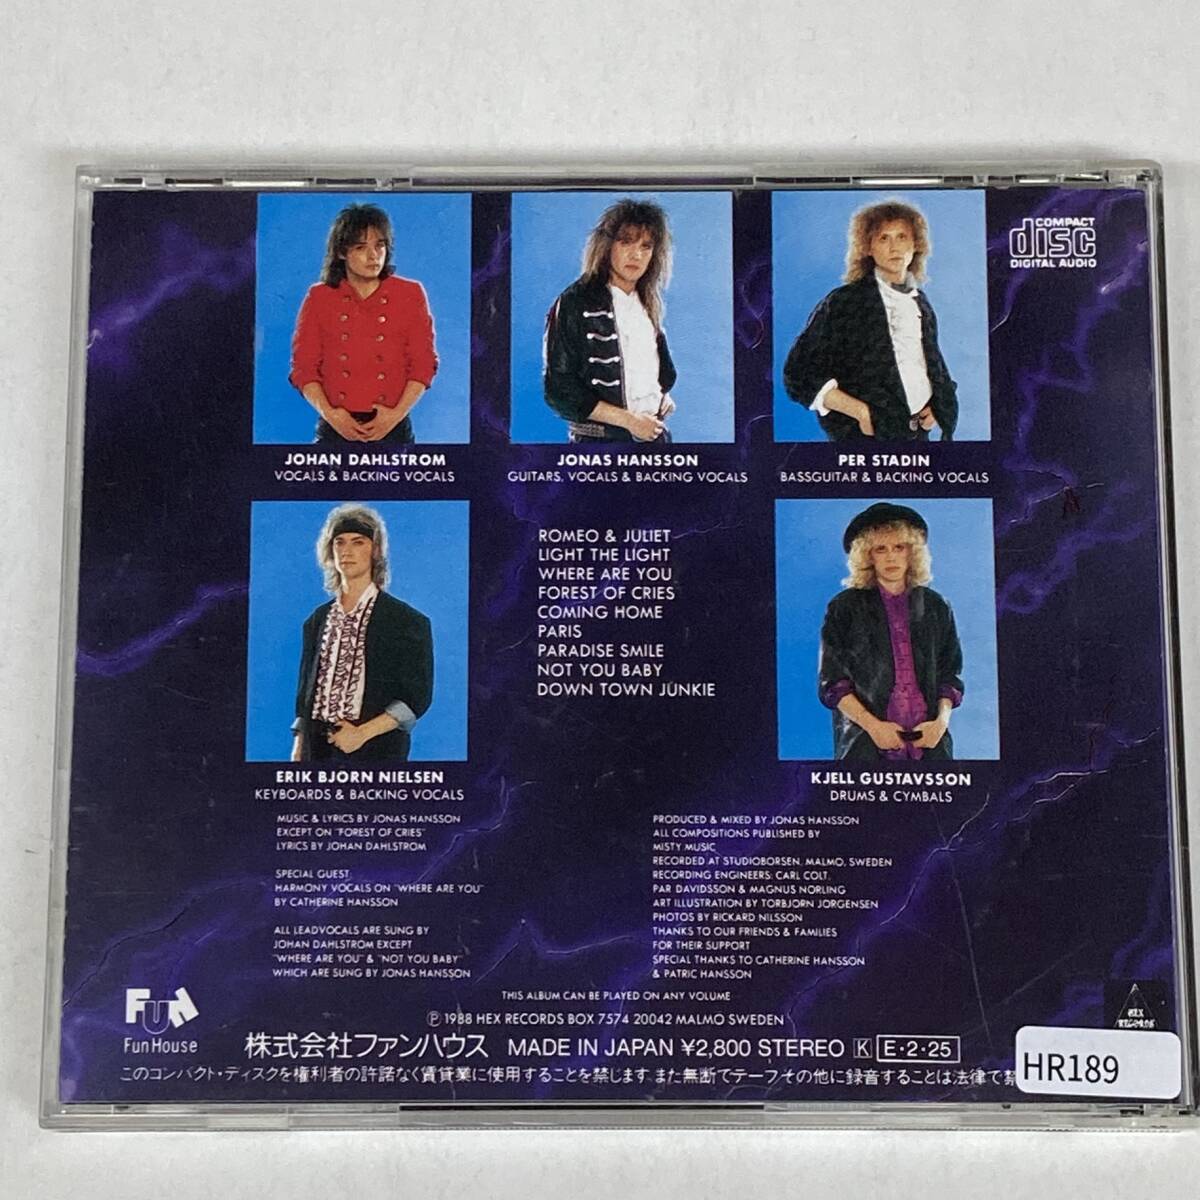 COMPACT
disc
DIGITAL AUDIO
JOHAN DAHLSTROM
VOCALS & BACKING VOCALS
JONAS HANSSON
GUITARS, VOCALS & BACKING VOCALS
PER STADIN
BASSGUITAR & BACKING VOCALS
ROMEO & JULIET
LIGHT THE LIGHT
WHERE ARE YOU
FOREST OF CRIES
COMING HOME
PARIS
PARADISE SMILE
NOT YOU BABY
DOWN TOWN JUNKIE
ERIK BJORN NIELSEN
KEYBOARDS & BACKING VOCALS
KJELL GUSTAVSSON
DRUMS & CYMBALS
MUSIC & LYRICS BY JONAS HANSSON
EXCEPT ON "FOREST OF CRIES"
LYRICS BY JOHAN DAHLSTROM
SPECIAL GUEST:
HARMONY VOCALS ON "WHERE ARE YOU"
BY CATHERINE HANSSON
ALL LEADVOCALS ARE SUNG BY
JOHAN DAHLSTROM EXCEPT
"WHERE ARE YOU" & "NOT YOU BABY"
WHICH ARE SUNG BY JONAS HANSSON
PRODUCED & MIXED BY JONAS HANSSON
ALL COMPOSITIONS PUBLISHED BY
MISTY MUSIC
RECORDED AT STUDIOBORSEN, MALMO, SWEDEN
RECORDING ENGINEERS: CARL COLT,
PAR DAVIDSSON & MAGNUS NORLING
ART ILLUSTRATION BY TORBJORN JORGENSEN
PHOTOS BY RICKARD NILSSON
THANKS TO OUR FRIENDS & FAMILIES
FOR THEIR SUPPORT
SPECIAL THANKS TO CATHERINE HANSSON
& PATRIC HANSSON
THIS ALBUM CAN BE PLAYED ON ANY VOLUME
Ⓟ 1988 HEX RECORDS BOX 7574 20042 MALMO SWEDEN
HEX
RECORDS
FUN
Fun House
株式会社ファンハウス MADE IN JAPAN ¥2,800 STEREO K E・2・25
このコンパクト・ディスクを権利者の許諾なく賃貸業に使用することを禁じます。また無断でテープその他に録音することは法律で禁
HR189